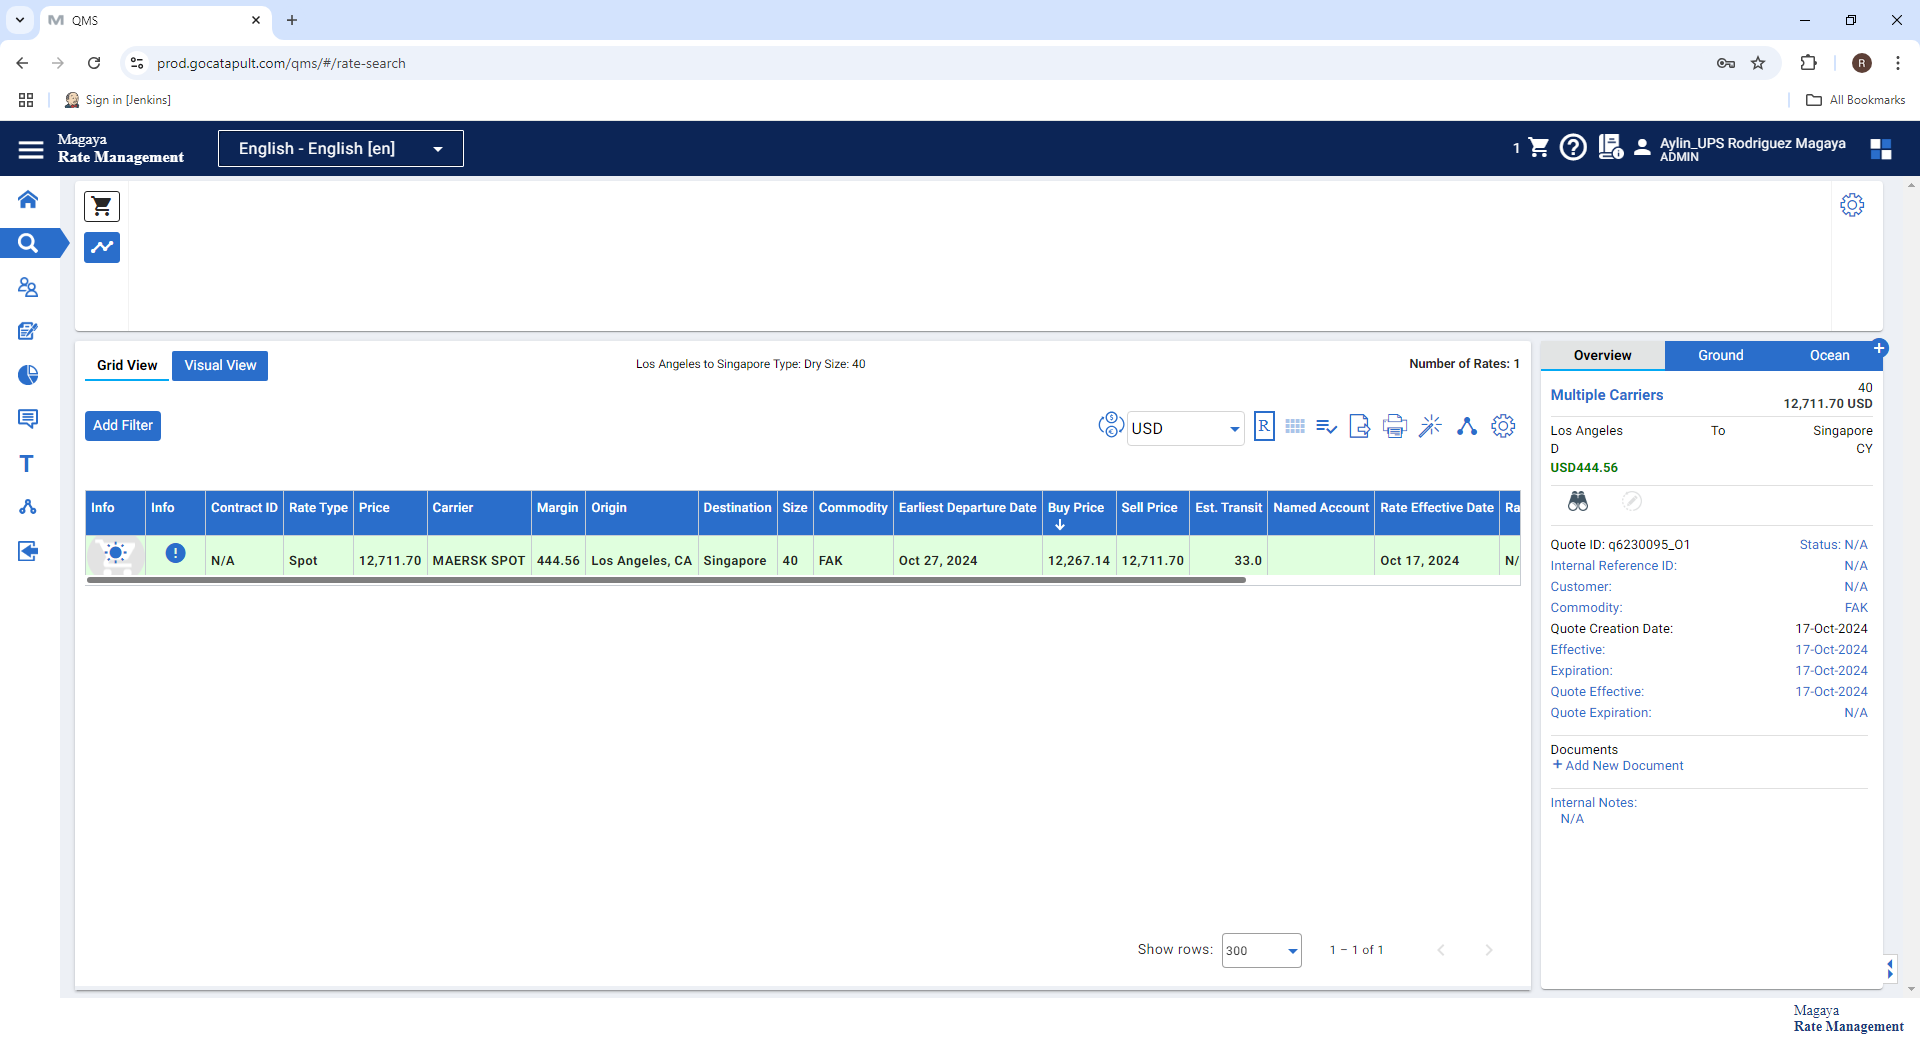 QMS
prod.gocatapult.com/qms/#/rate-search
R
Sign in [Jenkins]
All Bookmarks
Magaya
Rate Management
English - English [en]
1
Aylin_UPS Rodriguez Magaya
ADMIN
Grid View
Visual View
Los Angeles to Singapore Type: Dry Size: 40
Number of Rates: 1
Add Filter
USD
R
Info Info Contract ID Rate Type Price Carrier Margin Origin Destination Size Commodity Earliest Departure Date Buy Price Sell Price Est. Transit Named Account Rate Effective Date Ra
N/A Spot 12,711.70 MAERSK SPOT 444.56 Los Angeles, CA Singapore 40 FAK Oct 27, 2024 12,267.14 12,711.70 33.0 Oct 17, 2024 N/
Show rows: 300 1 – 1 of 1
Overview Ground Ocean
40
Multiple Carriers
12,711.70 USD
Los Angeles To Singapore
D CY
USD444.56
Quote ID: q6230095_O1 Status: N/A
Internal Reference ID: N/A
Customer: N/A
Commodity: FAK
Quote Creation Date: 17-Oct-2024
Effective: 17-Oct-2024
Expiration: 17-Oct-2024
Quote Effective: 17-Oct-2024
Quote Expiration: N/A
Documents
+ Add New Document
Internal Notes:
N/A
Magaya
Rate Management